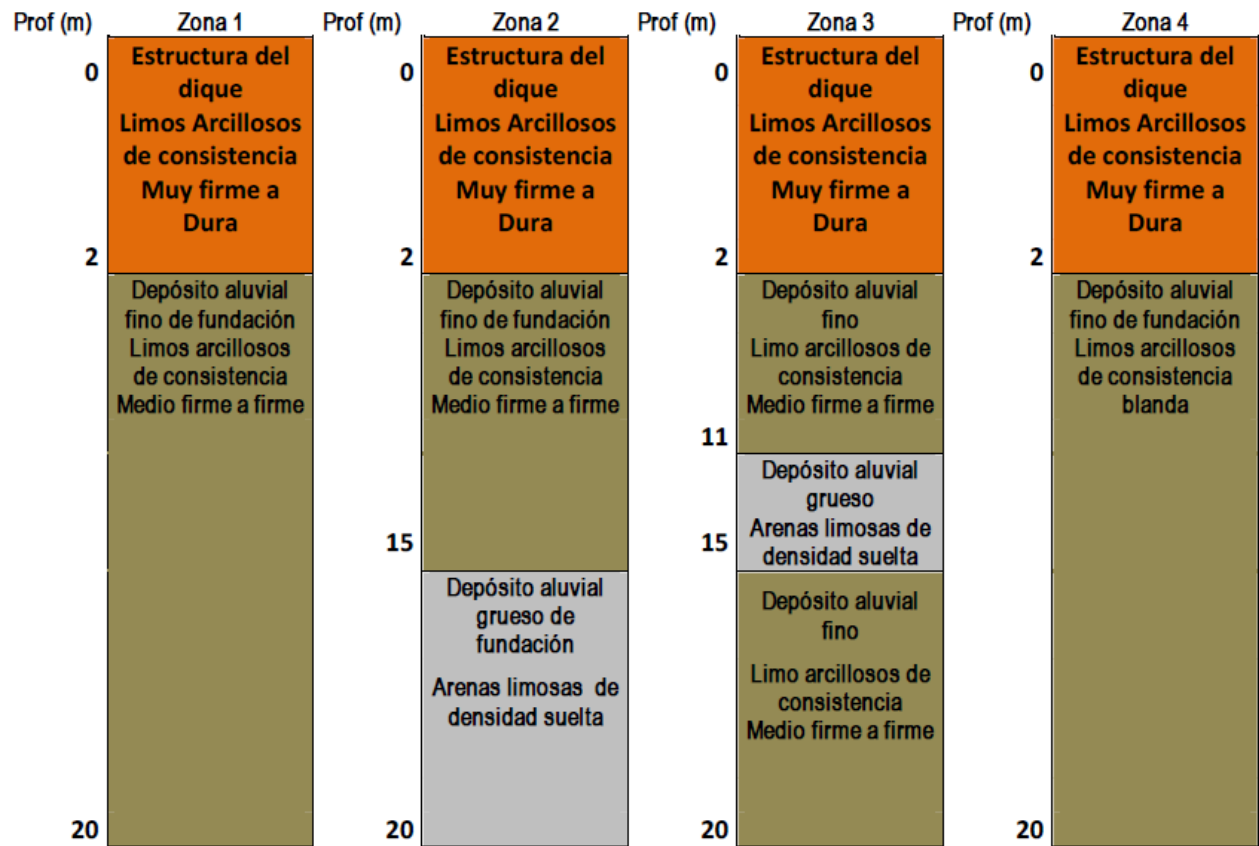 Prof (m)
Zona 1
0
Estructura del
dique
Limos Arcillosos
de consistencia
Muy firme a
Dura
2
Depósito aluvial
fino de fundación
Limos arcillosos
de consistencia
Medio firme a firme
20
Prof (m)
Zona 2
0
Estructura del
dique
Limos Arcillosos
de consistencia
Muy firme a
Dura
2
Depósito aluvial
fino de fundación
Limos arcillosos
de consistencia
Medio firme a firme
15
Depósito aluvial
grueso de
fundación
Arenas limosas de
densidad suelta
20
Prof (m)
Zona 3
0
Estructura del
dique
Limos Arcillosos
de consistencia
Muy firme a
Dura
2
Depósito aluvial
fino
Limo arcillosos de
consistencia
Medio firme a firme
11
Depósito aluvial
grueso
Arenas limosas de
densidad suelta
15
Depósito aluvial
fino
Limo arcillosos de
consistencia
Medio firme a firme
20
Prof (m)
Zona 4
0
Estructura del
dique
Limos Arcillosos
de consistencia
Muy firme a
Dura
2
Depósito aluvial
fino de fundación
Limos arcillosos
de consistencia
blanda
20